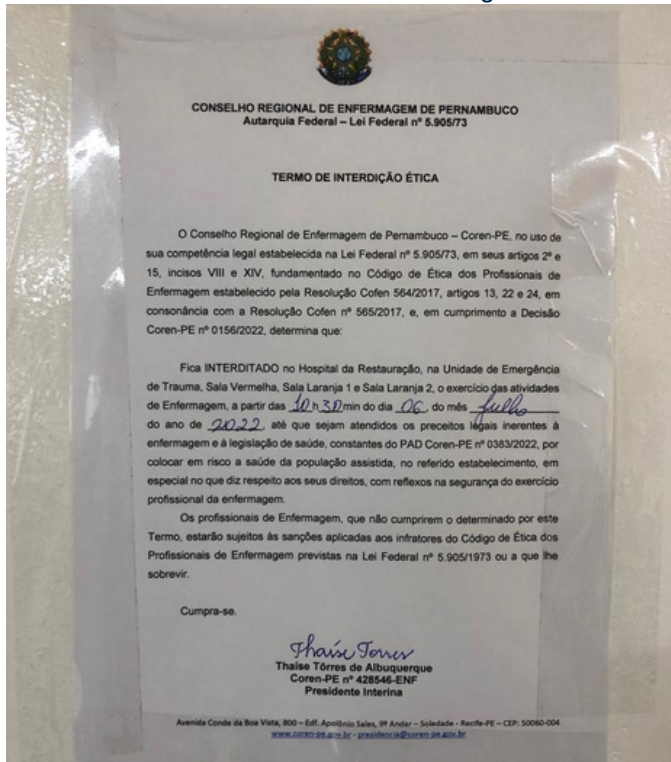 CONSELHO REGIONAL DE ENFERMAGEM DE PERNAMBUCO
Autarquia Federal – Lei Federal nº 5.905/73
TERMO DE INTERDIÇÃO ÉTICA
O Conselho Regional de Enfermagem de Pernambuco – Coren-PE, no uso de
sua competência legal estabelecida na Lei Federal nº 5.905/73, em seus artigos 2º e
15, incisos VIII e XIV, fundamentado no Código de Ética dos Profissionais de
Enfermagem estabelecido pela Resolução Cofen 564/2017, artigos 13, 22 e 24, em
consonância com a Resolução Cofen nº 565/2017, e, em cumprimento a Decisão
Coren-PE nº 0156/2022, determina que:
Fica INTERDITADO no Hospital da Restauração, na Unidade de Emergência
de Trauma, Sala Vermelha, Sala Laranja 1 e Sala Laranja 2, o exercício das atividades
de Enfermagem, a partir das 10 h 30 min do dia 06, do mês julho
do ano de 2022, até que sejam atendidos os preceitos légais inerentes à
enfermagem e à legislação de saúde, constantes do PAD Coren-PE nº 0383/2022, por
colocar em risco a saúde da população assistida, no referido estabelecimento, em
especial no que diz respeito aos seus direitos, com reflexos na segurança do exercício
profissional da enfermagem.
Os profissionais de Enfermagem, que não cumprirem o determinado por este
Termo, estarão sujeitos às sanções aplicadas aos infratores do Código de Ética dos
Profissionais de Enfermagem previstas na Lei Federal nº 5.905/1973 ou a que lhe
sobrevir.
Cumpra-se.
Thaíse Torres
Thaíse Tôrres de Albuquerque
Coren-PE nº 428546-ENF
Presidente Interina
Avenida Conde da Boa Vista, 800 – Edf. Apolônio Sales, 9º Andar – Soledade - Recife-PE – CEP: 50060-004
www.coren-pe.gov.br - presidencia@coren-pe.gov.br